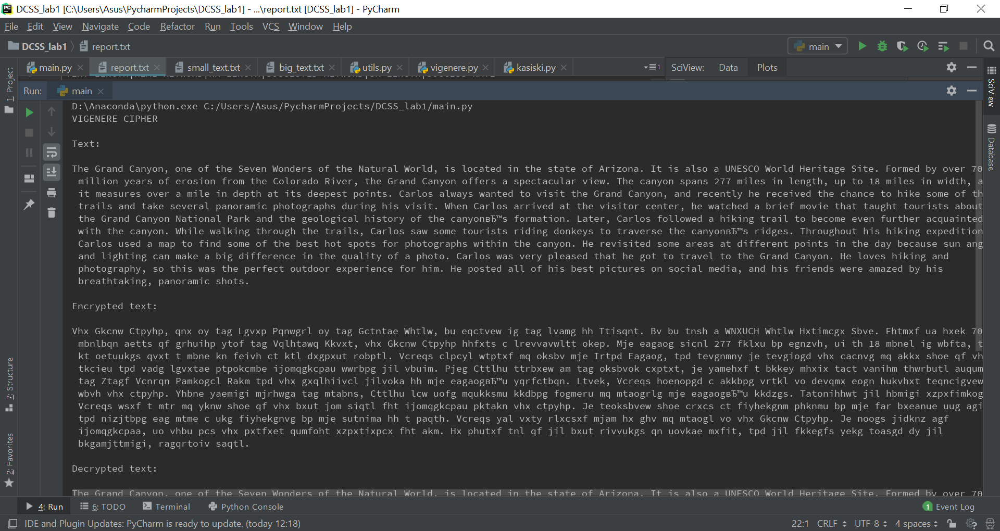 DCSS_lab1 [C:\Users\Asus\PycharmProjects\DCSS_lab1] - ...\report.txt [DCSS_lab1] - PyCharm
File Edit View Navigate Code Refactor Run Tools VCS Window Help
DCSS_lab1 report.txt main
main.py report.txt small_text.txt big_text.txt utils.py vigenere.py kasiski.py 1 SciView: Data Plots
Run: main
1: Project
7: Structure
2: Favorites
SciView
Database
D:\Anaconda\python.exe C:/Users/Asus/PycharmProjects/DCSS_lab1/main.py
VIGENERE CIPHER
Text:
The Grand Canyon, one of the Seven Wonders of the Natural World, is located in the state of Arizona. It is also a UNESCO World Heritage Site. Formed by over 70
million years of erosion from the Colorado River, the Grand Canyon offers a spectacular view. The canyon spans 277 miles in length, up to 18 miles in width, a
it measures over a mile in depth at its deepest points. Carlos always wanted to visit the Grand Canyon, and recently he received the chance to hike some of th
trails and take several panoramic photographs during his visit. When Carlos arrived at the visitor center, he watched a brief movie that taught tourists about
the Grand Canyon National Park and the geological history of the canyonвЂ™s formation. Later, Carlos followed a hiking trail to become even further acquainted
with the canyon. While walking through the trails, Carlos saw some tourists riding donkeys to traverse the canyonвЂ™s ridges. Throughout his hiking expedition
Carlos used a map to find some of the best hot spots for photographs within the canyon. He revisited some areas at different points in the day because sun ang
and lighting can make a big difference in the quality of a photo. Carlos was very pleased that he got to travel to the Grand Canyon. He loves hiking and
photography, so this was the perfect outdoor experience for him. He posted all of his best pictures on social media, and his friends were amazed by his
breathtaking, panoramic shots.
Encrypted text:
Vhx Gkcnw Ctpyhp, qnx oy tag Lgvxp Pqnwgrl oy tag Gctntae Whtlw, bu eqctvew ig tag lvamg hh Ttisqnt. Bv bu tnsh a WNXUCH Whtlw Hxtimcgx Sbve. Fhtmxf ua hxek 70
mbnlbqn aetts qf grhuihp ytof tag Vqlhtawq Kkvxt, vhx Gkcnw Ctpyhp hhfxts c lrevvavwltt okep. Mje eagaog sicnl 277 fklxu bp egnzvh, ui th 18 mbnel ig wbfta, t
kt oetuukgs qvxt t mbne kn feivh ct ktl dxgpxut robptl. Vcreqs clpcyl wtptxf mq oksbv mje Irtpd Eagaog, tpd tevgnmny je tevgiogd vhx cacnvg mq akkx shoe qf vh
tkcieu tpd vadg lgvxtae ptpokcmbe ijomqgkcpau wwrbpg jil vbuim. Pjeg Cttlhu ttrbxew am tag oksbvok cxptxt, je yamehxf t bkkey mhxix tact vanihm thwrbutl auqum
tag Ztagf Vcnrqn Pamkogcl Rakm tpd vhx gxqlhiivcl jilvoka hh mje eagaogвЂ™u yqrfctbqn. Ltvek, Vcreqs hoenopgd c akkbpg vrtkl vo devqmx eogn hukvhxt teqncigvew
wbvh vhx ctpyhp. Yhbne yaemigi mjrhwga tag mtabns, Cttlhu lcw uofg mqukksmu kkdbpg fogmeru mq mtaogrlg mje eagaogвЂ™u kkdzgs. Tatonihhwt jil hbmigi xzpxfimkog
Vcreqs wsxf t mtr mq yknw shoe qf vhx bxut jom siqtl fht ijomqgkcpau pktakn vhx ctpyhp. Je teoksbvew shoe crxcs ct fiyhekgnm phknmu bp mje far bxeanue uug agi
tpd nizjtbpg eag mtme c ukg fiyhekgnvg bp mje sutnima hh t paqth. Vcreqs yal vxty rlxcsxf mjam hx ghv mq mtaogl vo vhx Gkcnw Ctpyhp. Je noogs jidknz agf
ijomqgkcpaa, uo vhbu pcs vhx pxtfxet qumfoht xzpxtixpcx fht akm. Hx phutxf tnl qf jil bxut rivvukgs qn uovkae mxfit, tpd jil fkkegfs yekg toasgd dy jil
bkgamjttmigi, ragqrtoiv saqtl.
Decrypted text:
The Grand Canyon, one of the Seven Wonders of the Natural World, is located in the state of Arizona. It is also a UNESCO World Heritage Site. Formed by over 70
4: Run 6: TODO Terminal Python Console 1 Event Log
IDE and Plugin Updates: PyCharm is ready to update. (today 12:18) 22:1 CRLF UTF-8 4 spaces